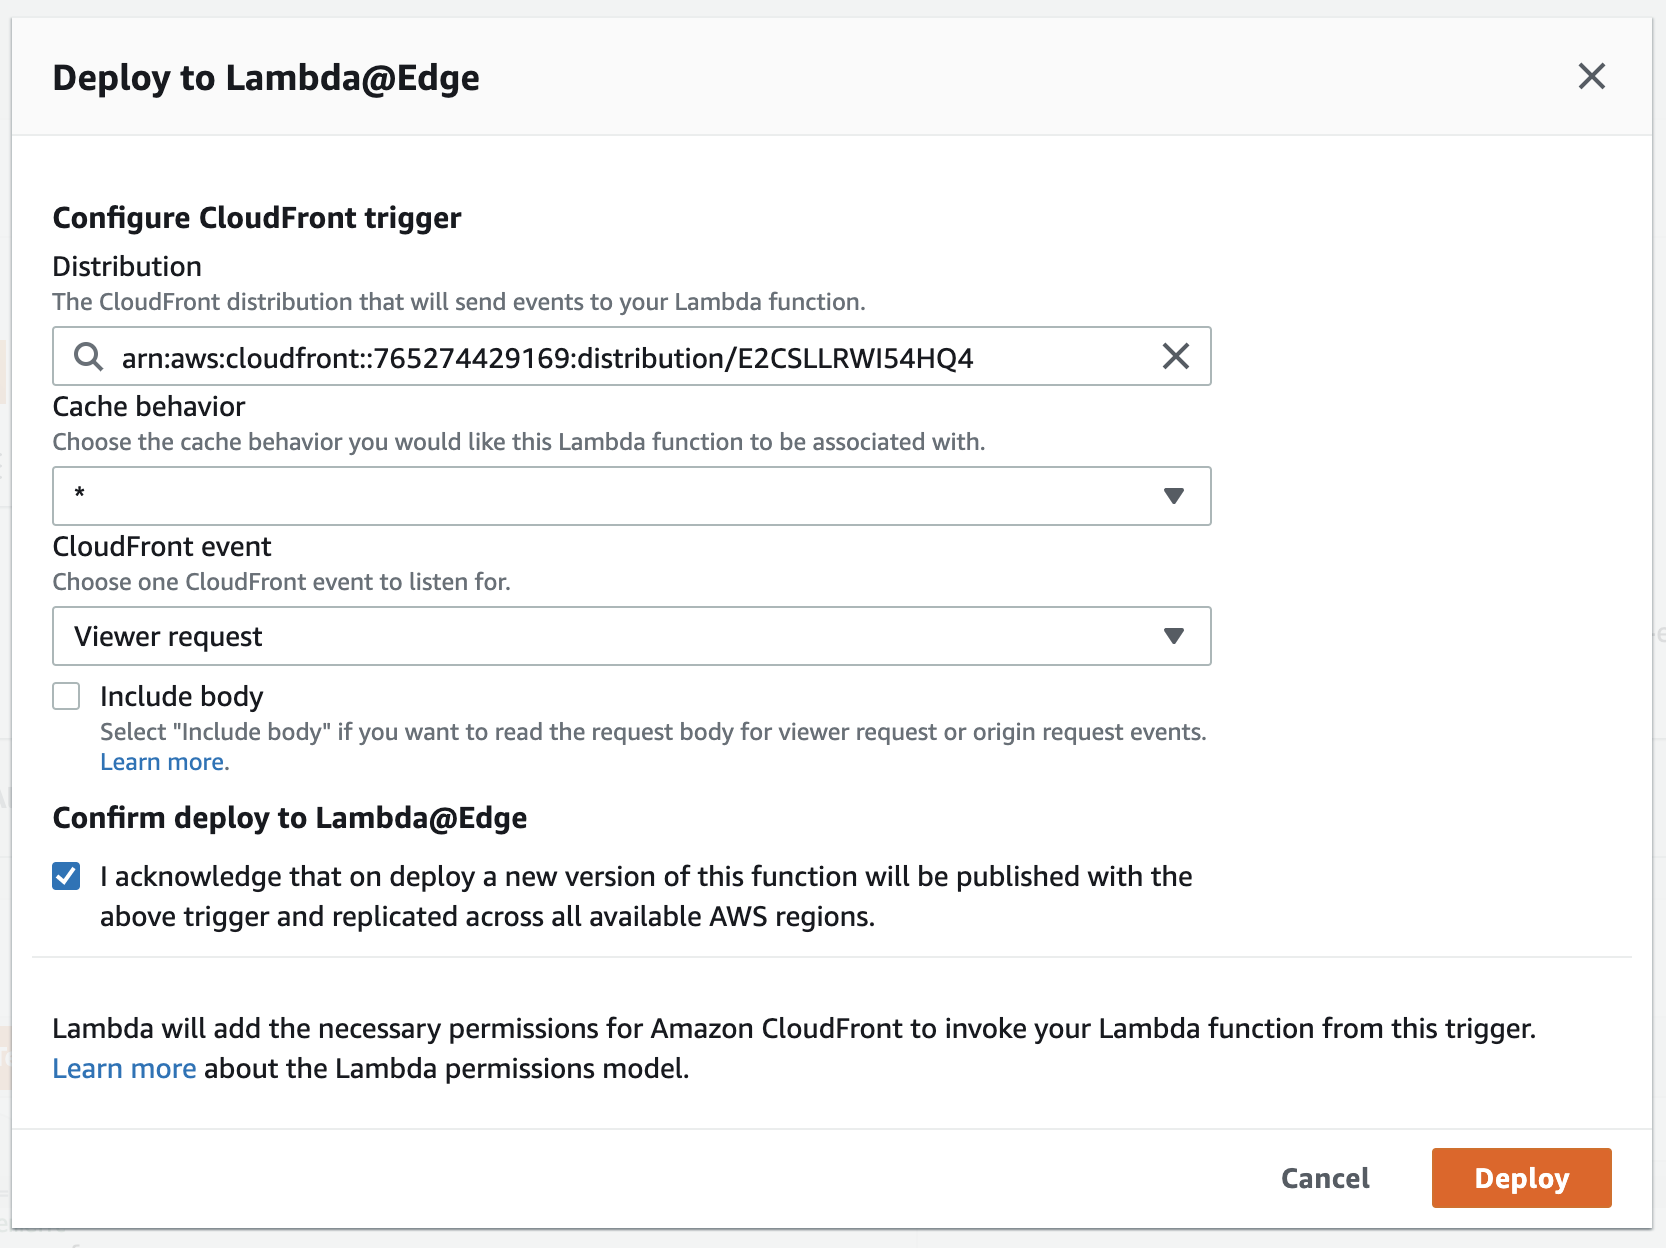 Deploy to Lambda@Edge
Configure CloudFront trigger
Distribution
The CloudFront distribution that will send events to your Lambda function.
arn:aws:cloudfront::765274429169:distribution/E2CSLLRWI54HQ4
Cache behavior
Choose the cache behavior you would like this Lambda function to be associated with.
*
CloudFront event
Choose one CloudFront event to listen for.
Viewer request
Include body
Select "Include body" if you want to read the request body for viewer request or origin request events.
Learn more.
Confirm deploy to Lambda@Edge
I acknowledge that on deploy a new version of this function will be published with the
above trigger and replicated across all available AWS regions.
Lambda will add the necessary permissions for Amazon CloudFront to invoke your Lambda function from this trigger.
Learn more about the Lambda permissions model.
Cancel
Deploy